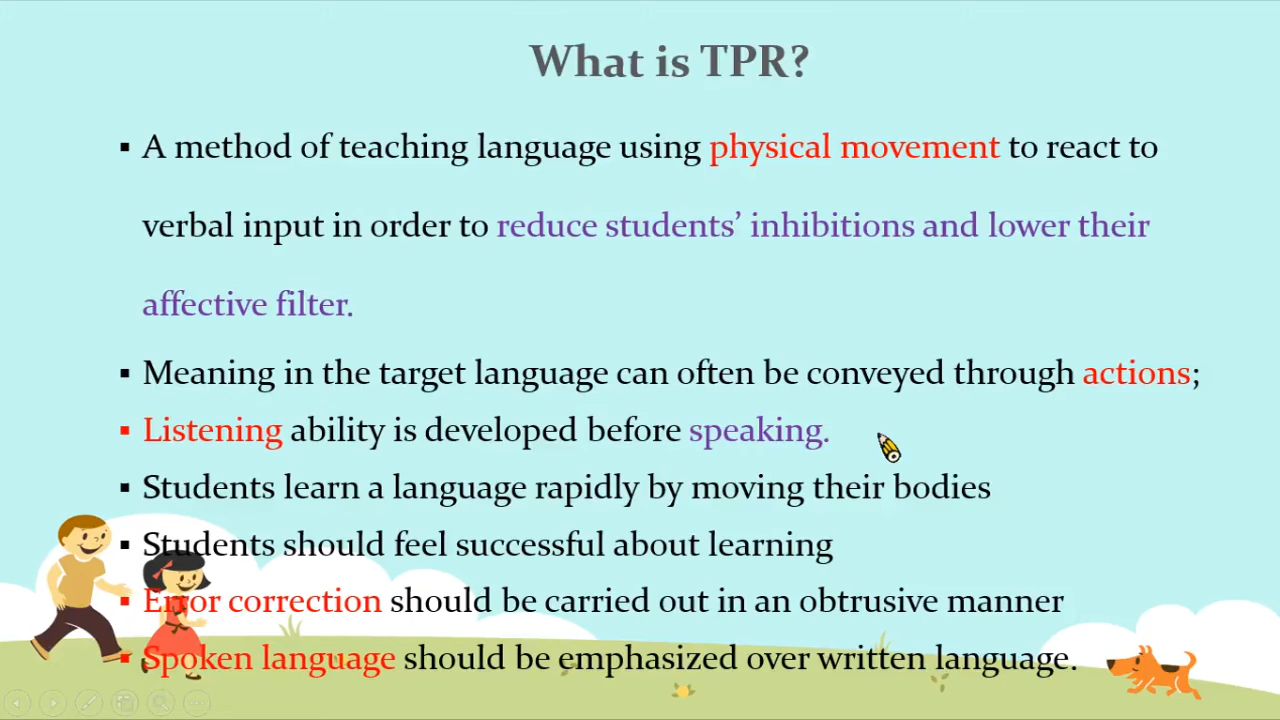 What is TPR?
▪ A method of teaching language using physical movement to react to
verbal input in order to reduce students’ inhibitions and lower their
affective filter.
▪ Meaning in the target language can often be conveyed through actions;
▪ Listening ability is developed before speaking.
▪ Students learn a language rapidly by moving their bodies
▪ Students should feel successful about learning
▪ Error correction should be carried out in an obtrusive manner
▪ Spoken language should be emphasized over written language.